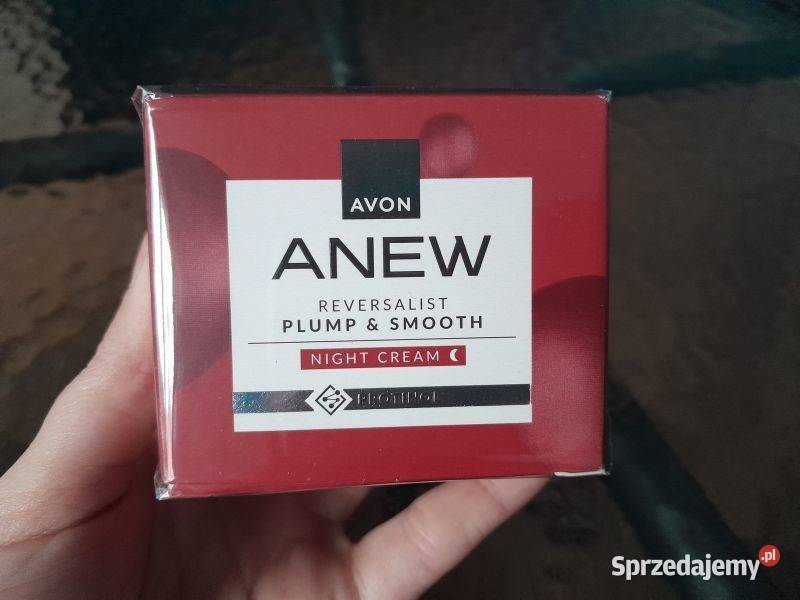 AVON
ANEW
REVERSALIST
PLUMP & SMOOTH
NIGHT CREAM
PROTINOL
Sprzedajemy.pl